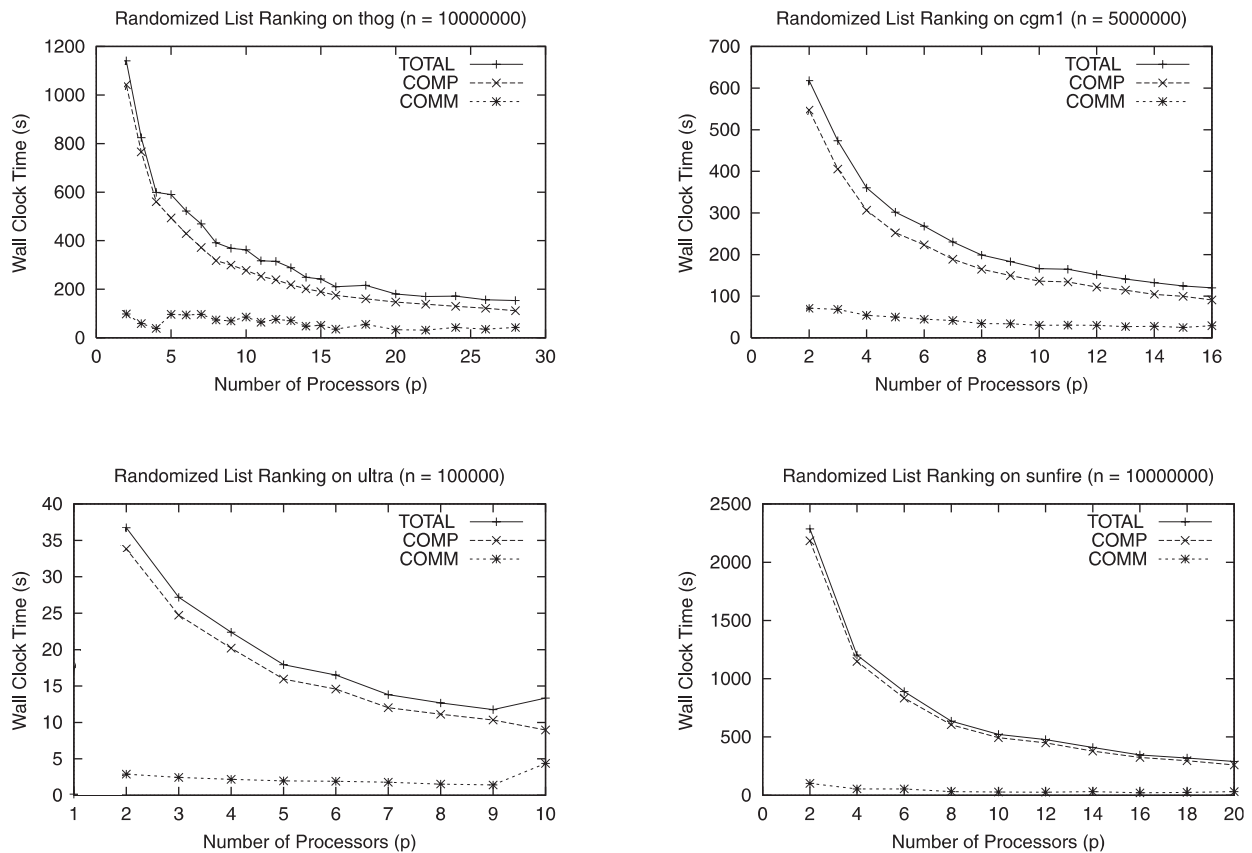 Randomized List Ranking on thog (n = 10000000)
1200
1000
800
600
400
200
0
Wall Clock Time (s)
TOTAL
COMP
COMM
0 5 10 15 20 25 30
Number of Processors (p)
Randomized List Ranking on cgm1 (n = 5000000)
700
600
500
400
300
200
100
0
Wall Clock Time (s)
TOTAL
COMP
COMM
0 2 4 6 8 10 12 14 16
Number of Processors (p)
Randomized List Ranking on ultra (n = 100000)
40
35
30
25
20
15
10
5
0
Wall Clock Time (s)
TOTAL
COMP
COMM
1 2 3 4 5 6 7 8 9 10
Number of Processors (p)
Randomized List Ranking on sunfire (n = 10000000)
2500
2000
1500
1000
500
0
Wall Clock Time (s)
TOTAL
COMP
COMM
0 2 4 6 8 10 12 14 16 18 20
Number of Processors (p)